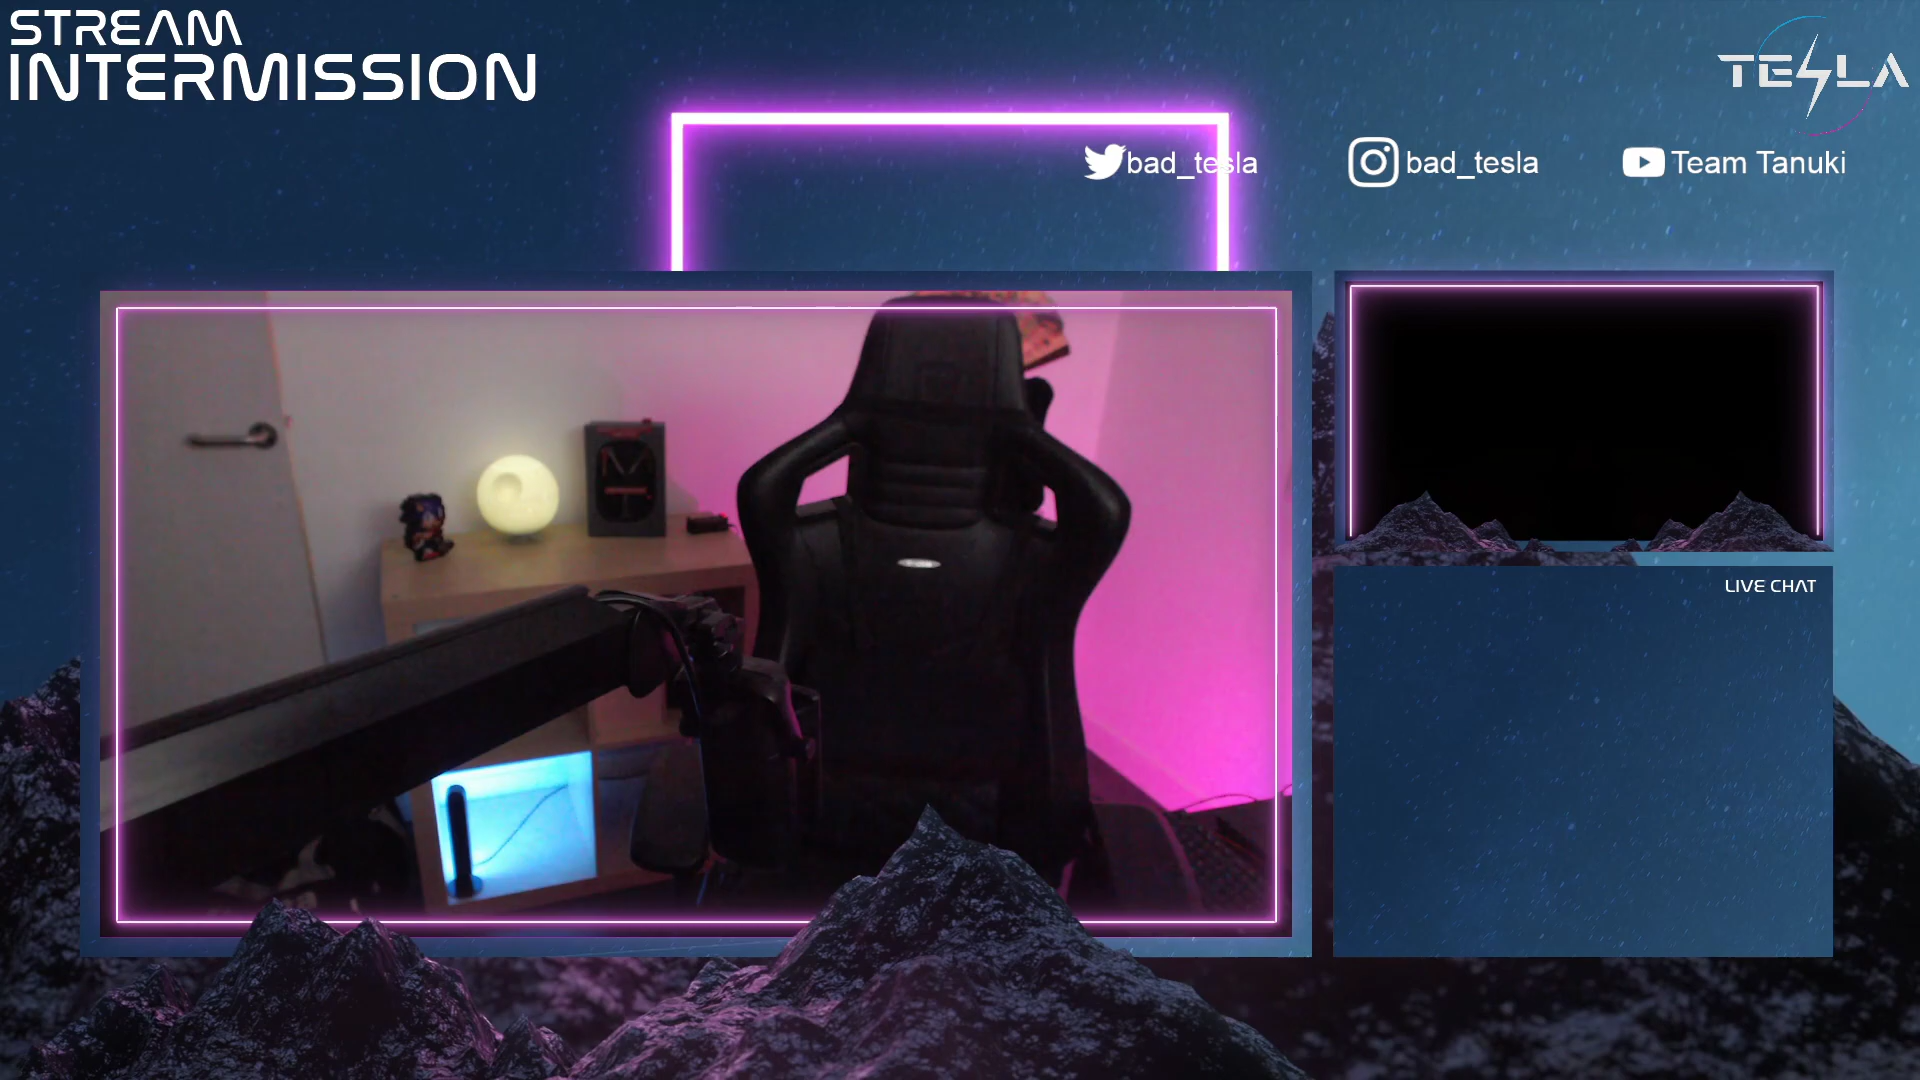 STREAM
INTERMISSION
TESLA
bad_tesla
bad_tesla
Team Tanuki
LIVE CHAT